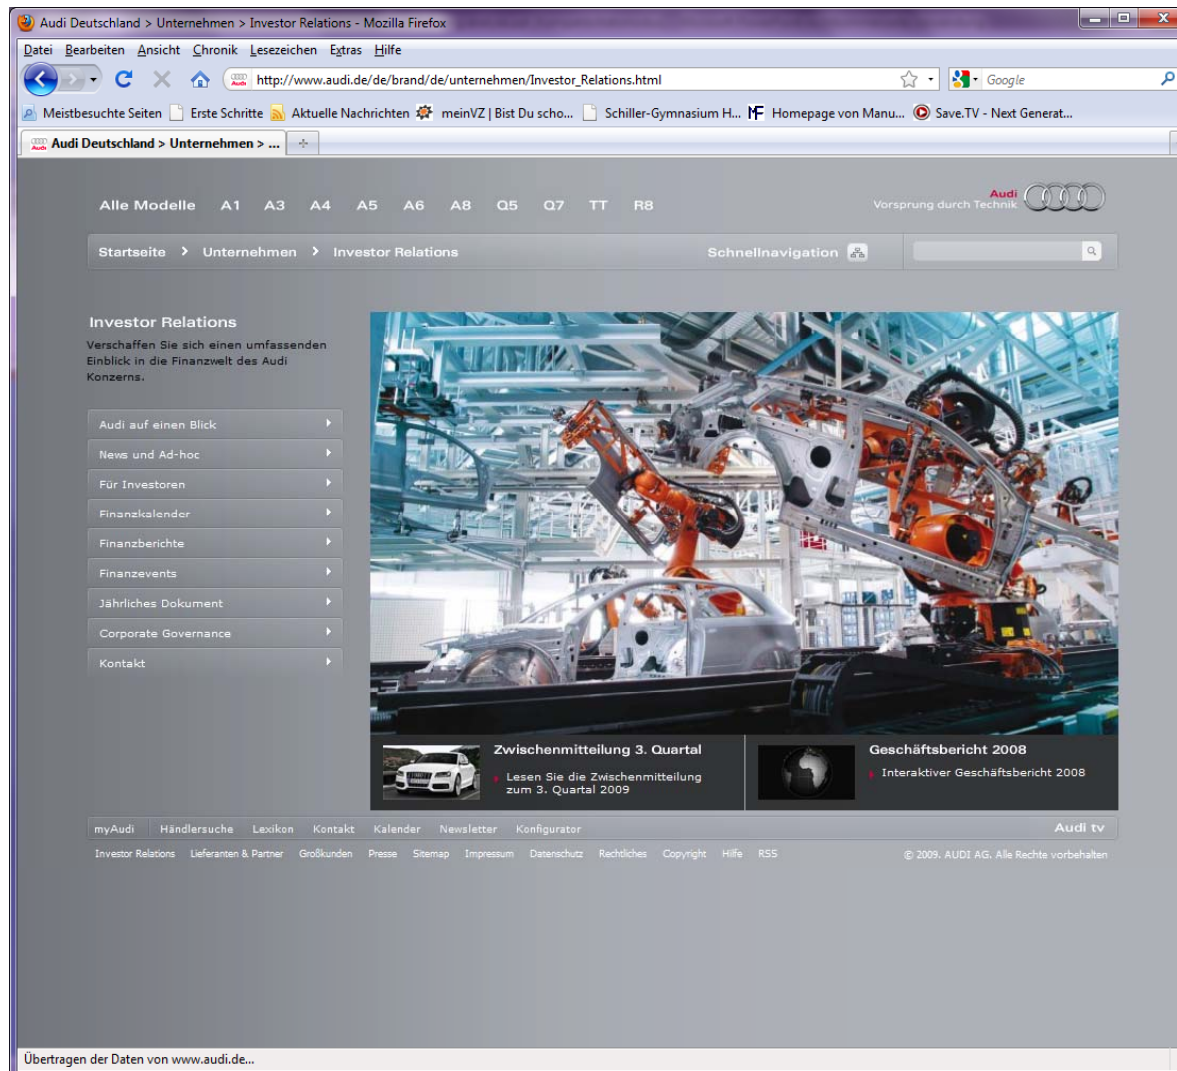 Audi Deutschland > Unternehmen > Investor Relations - Mozilla Firefox
Datei Bearbeiten Ansicht Chronik Lesezeichen Extras Hilfe
http://www.audi.de/de/brand/de/unternehmen/Investor_Relations.html Google
Meistbesuchte Seiten Erste Schritte Aktuelle Nachrichten meinVZ | Bist Du scho... Schiller-Gymnasium H... Homepage von Manu... Save.TV - Next Generat...
Audi Deutschland > Unternehmen > ...
Alle Modelle A1 A3 A4 A5 A6 A8 Q5 Q7 TT R8
Audi
Vorsprung durch Technik
Startseite > Unternehmen > Investor Relations Schnellnavigation
Investor Relations
Verschaffen Sie sich einen umfassenden
Einblick in die Finanzwelt des Audi
Konzerns.
Audi auf einen Blick
News und Ad-hoc
Für Investoren
Finanzkalender
Finanzberichte
Finanzevents
Jährliches Dokument
Corporate Governance
Kontakt
Zwischenmitteilung 3. Quartal
Lesen Sie die Zwischenmitteilung
zum 3. Quartal 2009
Geschäftsbericht 2008
Interaktiver Geschäftsbericht 2008
myAudi Händlersuche Lexikon Kontakt Kalender Newsletter Konfigurator Audi tv
Investor Relations Lieferanten & Partner Großkunden Presse Sitemap Impressum Datenschutz Rechtliches Copyright Hilfe RSS © 2009. AUDI AG. Alle Rechte vorbehalten
Übertragen der Daten von www.audi.de...